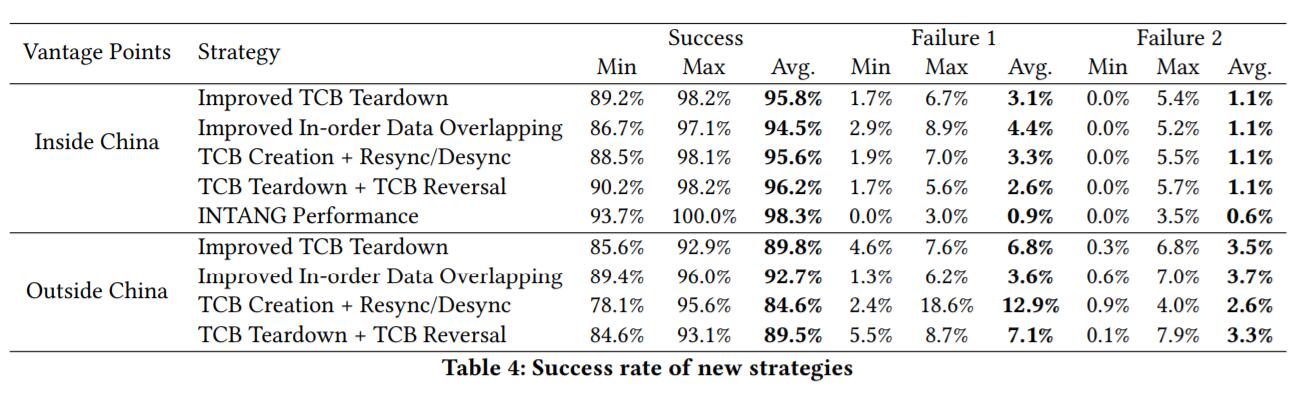 Vantage Points Strategy Success Failure 1 Failure 2
Min Max Avg. Min Max Avg. Min Max Avg.
Improved TCB Teardown 89.2% 98.2% 95.8% 1.7% 6.7% 3.1% 0.0% 5.4% 1.1%
Improved In-order Data Overlapping 86.7% 97.1% 94.5% 2.9% 8.9% 4.4% 0.0% 5.2% 1.1%
Inside China TCB Creation + Resync/Desync 88.5% 98.1% 95.6% 1.9% 7.0% 3.3% 0.0% 5.5% 1.1%
TCB Teardown + TCB Reversal 90.2% 98.2% 96.2% 1.7% 5.6% 2.6% 0.0% 5.7% 1.1%
INTANG Performance 93.7% 100.0% 98.3% 0.0% 3.0% 0.9% 0.0% 3.5% 0.6%
Improved TCB Teardown 85.6% 92.9% 89.8% 4.6% 7.6% 6.8% 0.3% 6.8% 3.5%
Improved In-order Data Overlapping 89.4% 96.0% 92.7% 1.3% 6.2% 3.6% 0.6% 7.0% 3.7%
Outside China TCB Creation + Resync/Desync 78.1% 95.6% 84.6% 2.4% 18.6% 12.9% 0.9% 4.0% 2.6%
TCB Teardown + TCB Reversal 84.6% 93.1% 89.5% 5.5% 8.7% 7.1% 0.1% 7.9% 3.3%
Table 4: Success rate of new strategies